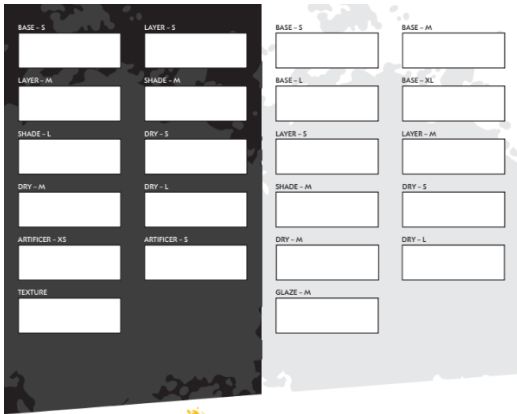 BASE – S
LAYER – S
LAYER – M
SHADE – M
SHADE – L
DRY – S
DRY – M
DRY – L
ARTIFICER – XS
ARTIFICER – S
TEXTURE
BASE – S
BASE – M
BASE – L
BASE – XL
LAYER – S
LAYER – M
SHADE – M
DRY – S
DRY – M
DRY – L
GLAZE – M